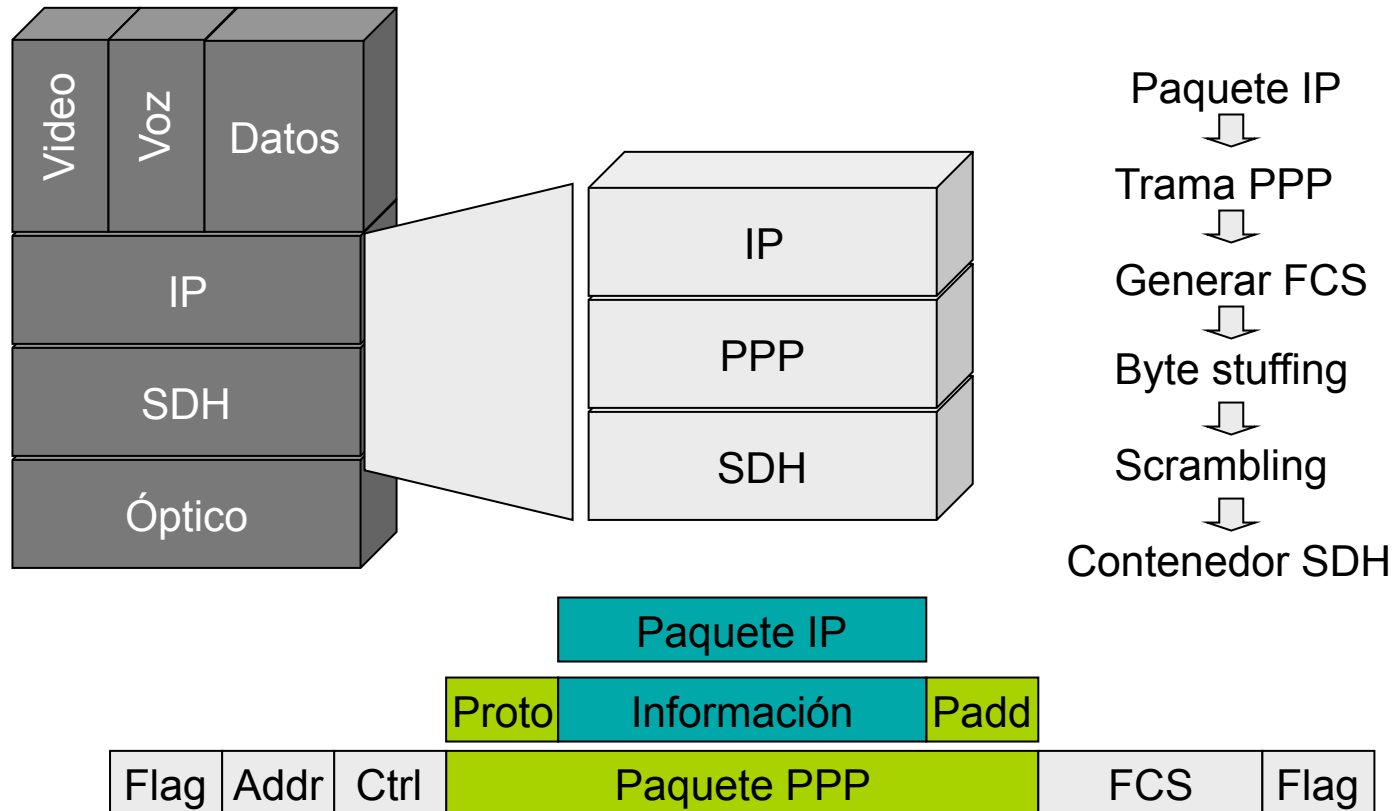 Video
Voz
Datos
IP
SDH
Óptico
IP
PPP
SDH
Paquete IP
Trama PPP
Generar FCS
Byte stuffing
Scrambling
Contenedor SDH
Paquete IP
Proto Información Padd
Flag Addr Ctrl Paquete PPP FCS Flag